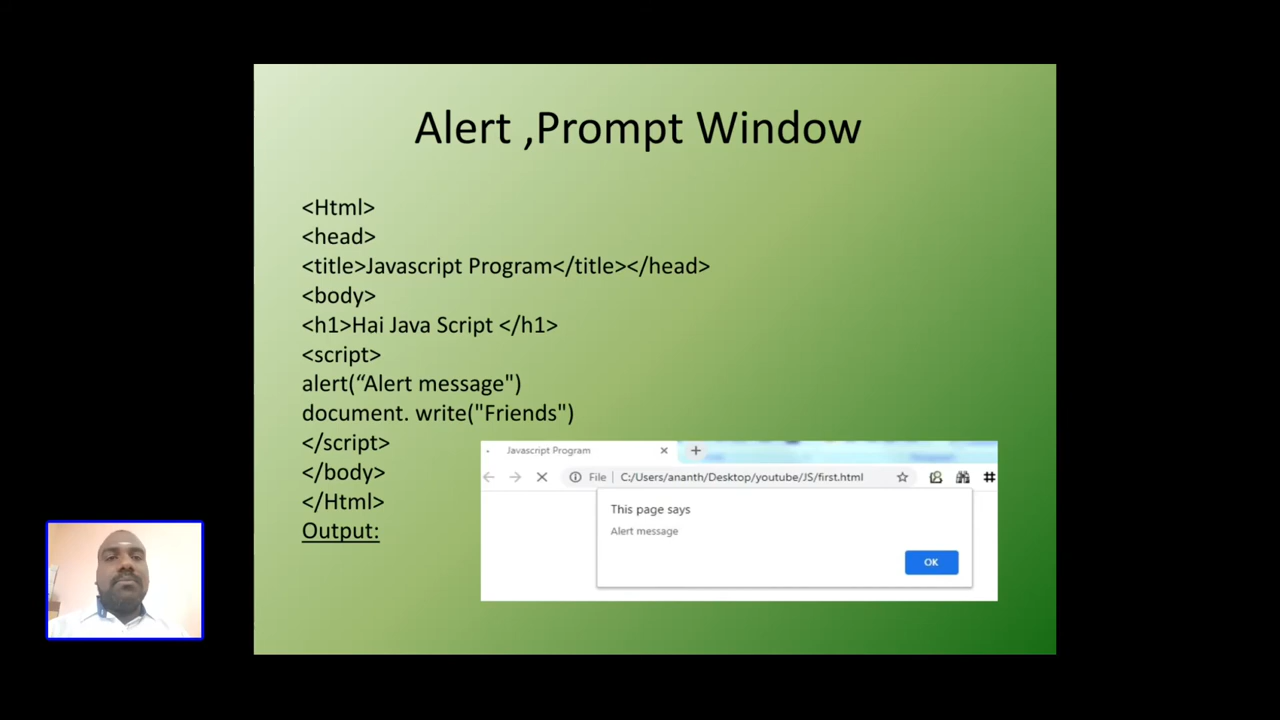 Alert ,Prompt Window
<Html>
<head>
<title>Javascript Program</title></head>
<body>
<h1>Hai Java Script </h1>
<script>
alert(“Alert message")
document. write("Friends")
</script>
</body>
</Html>
Output:
Javascript Program
File C:/Users/ananth/Desktop/youtube/JS/first.html
This page says
Alert message
OK